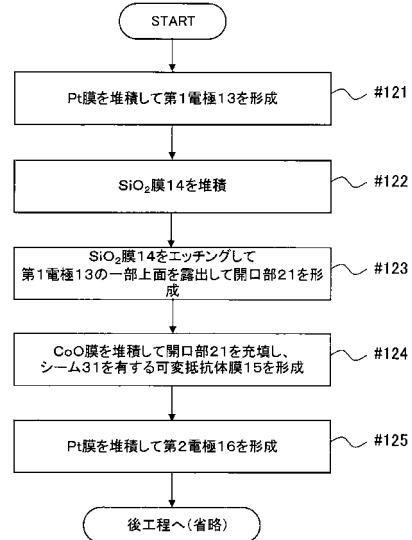 START
Pt膜を堆積して第1電極13を形成
#121
SiO₂膜14を堆積
#122
SiO₂膜14をエッチングして
第1電極13の一部上面を露出して開口部21を形
成
#123
CoO膜を堆積して開口部21を充填し、
シーム31を有する可変抵抗体膜15を形成
#124
Pt膜を堆積して第2電極16を形成
#125
後工程へ(省略)